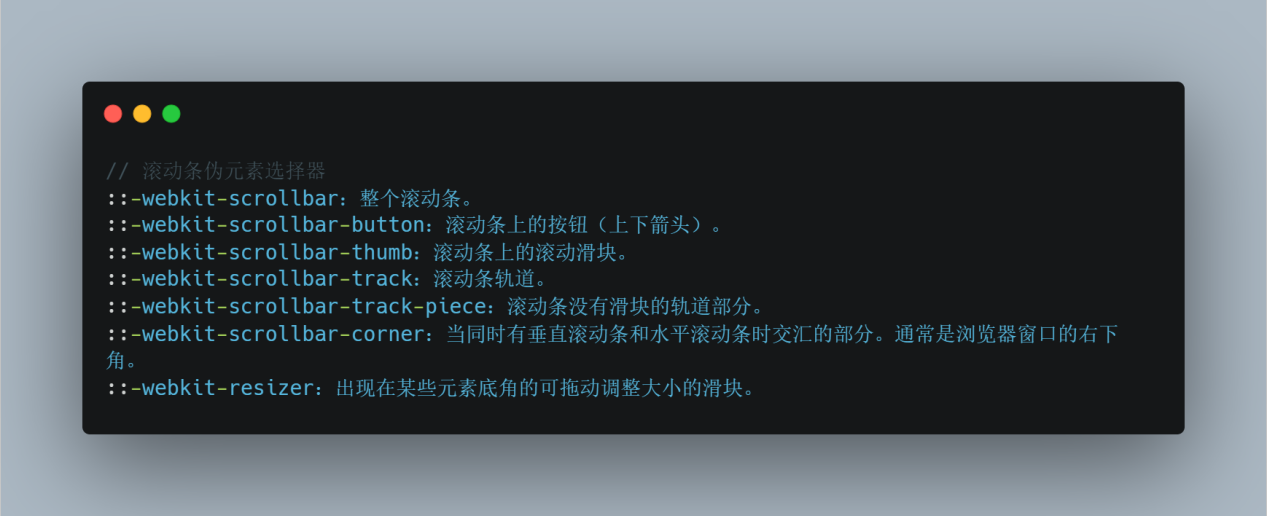 // 滚动条伪元素选择器
::-webkit-scrollbar：整个滚动条。
::-webkit-scrollbar-button：滚动条上的按钮（上下箭头）。
::-webkit-scrollbar-thumb：滚动条上的滚动滑块。
::-webkit-scrollbar-track：滚动条轨道。
::-webkit-scrollbar-track-piece：滚动条没有滑块的轨道部分。
::-webkit-scrollbar-corner：当同时有垂直滚动条和水平滚动条时交汇的部分。通常是浏览器窗口的右下
角。
::-webkit-resizer：出现在某些元素底角的可拖动调整大小的滑块。